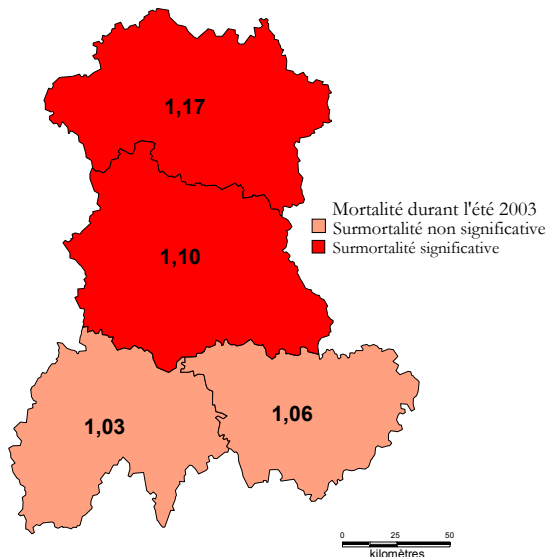 1,17
Mortalité durant l'été 2003
Surmortalité non significative
Surmortalité significative
1,10
1,03
1,06
0 25 50
kilomètres